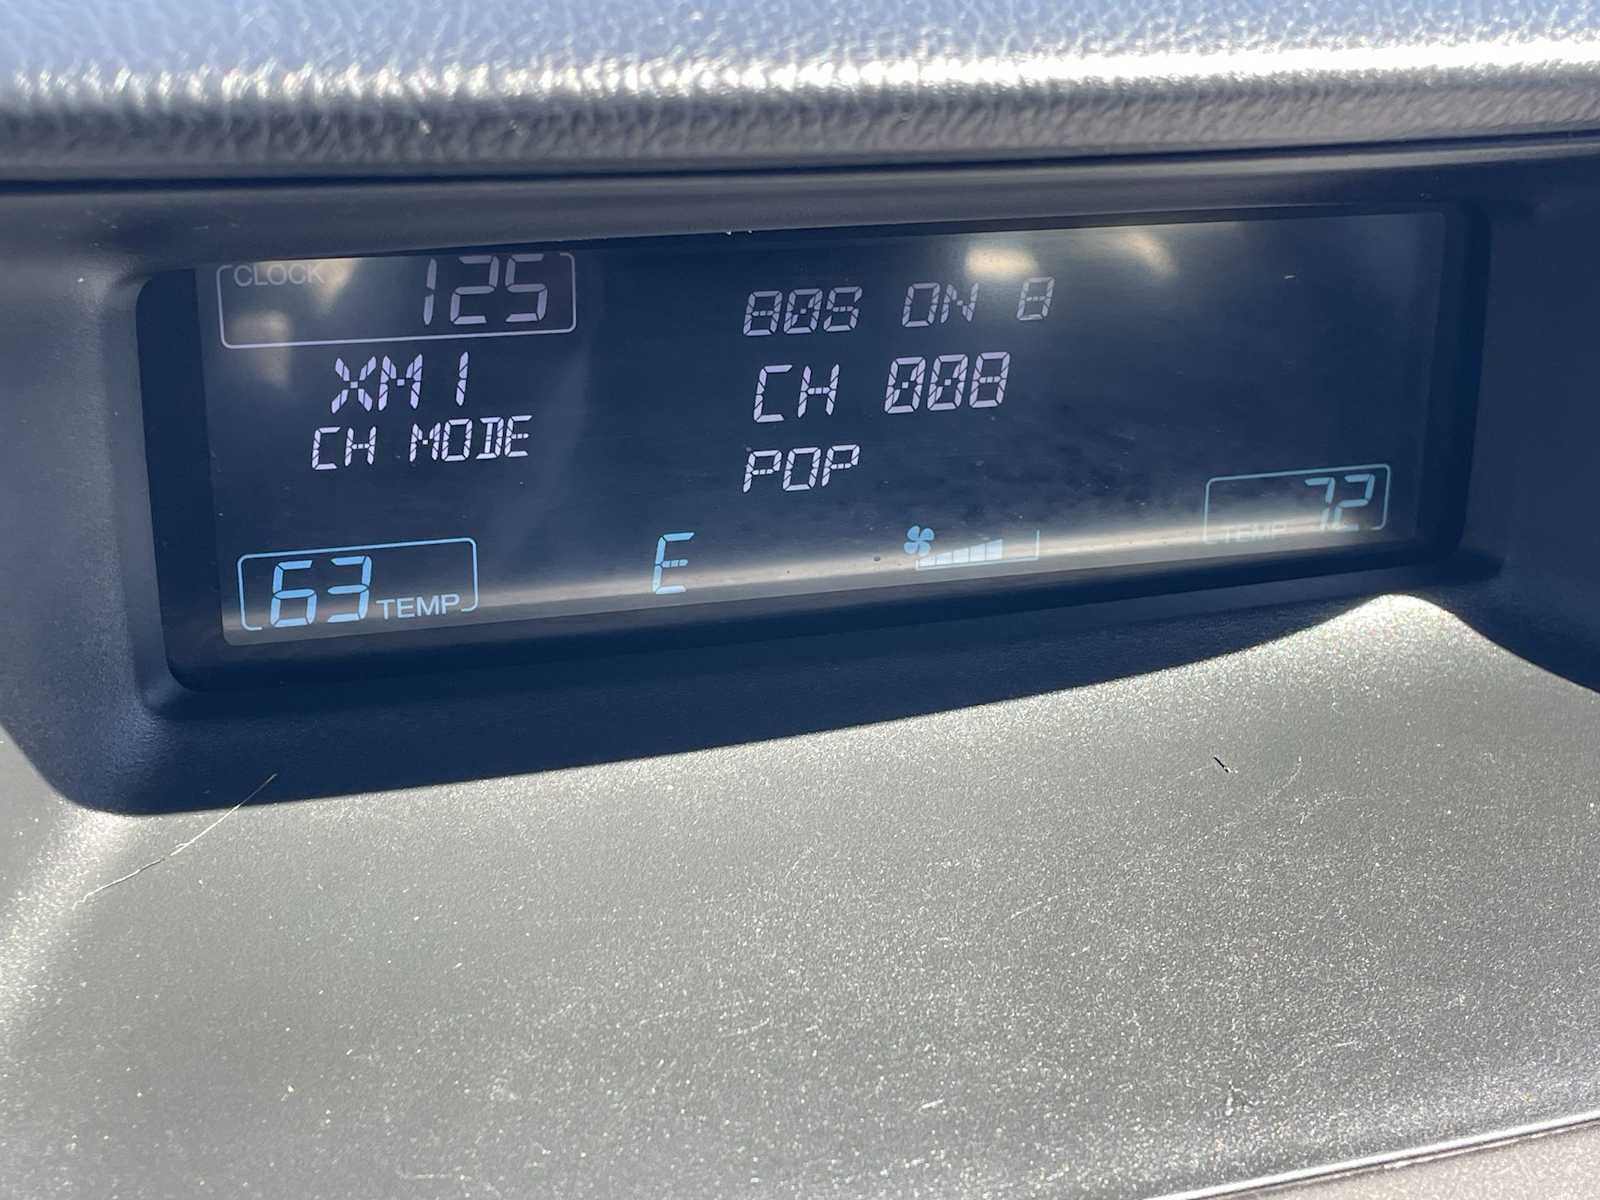 CLOCK 125
80S ON 8
XM1
CH 008
CH MODE
POP
72
TEMP
63 TEMP
E